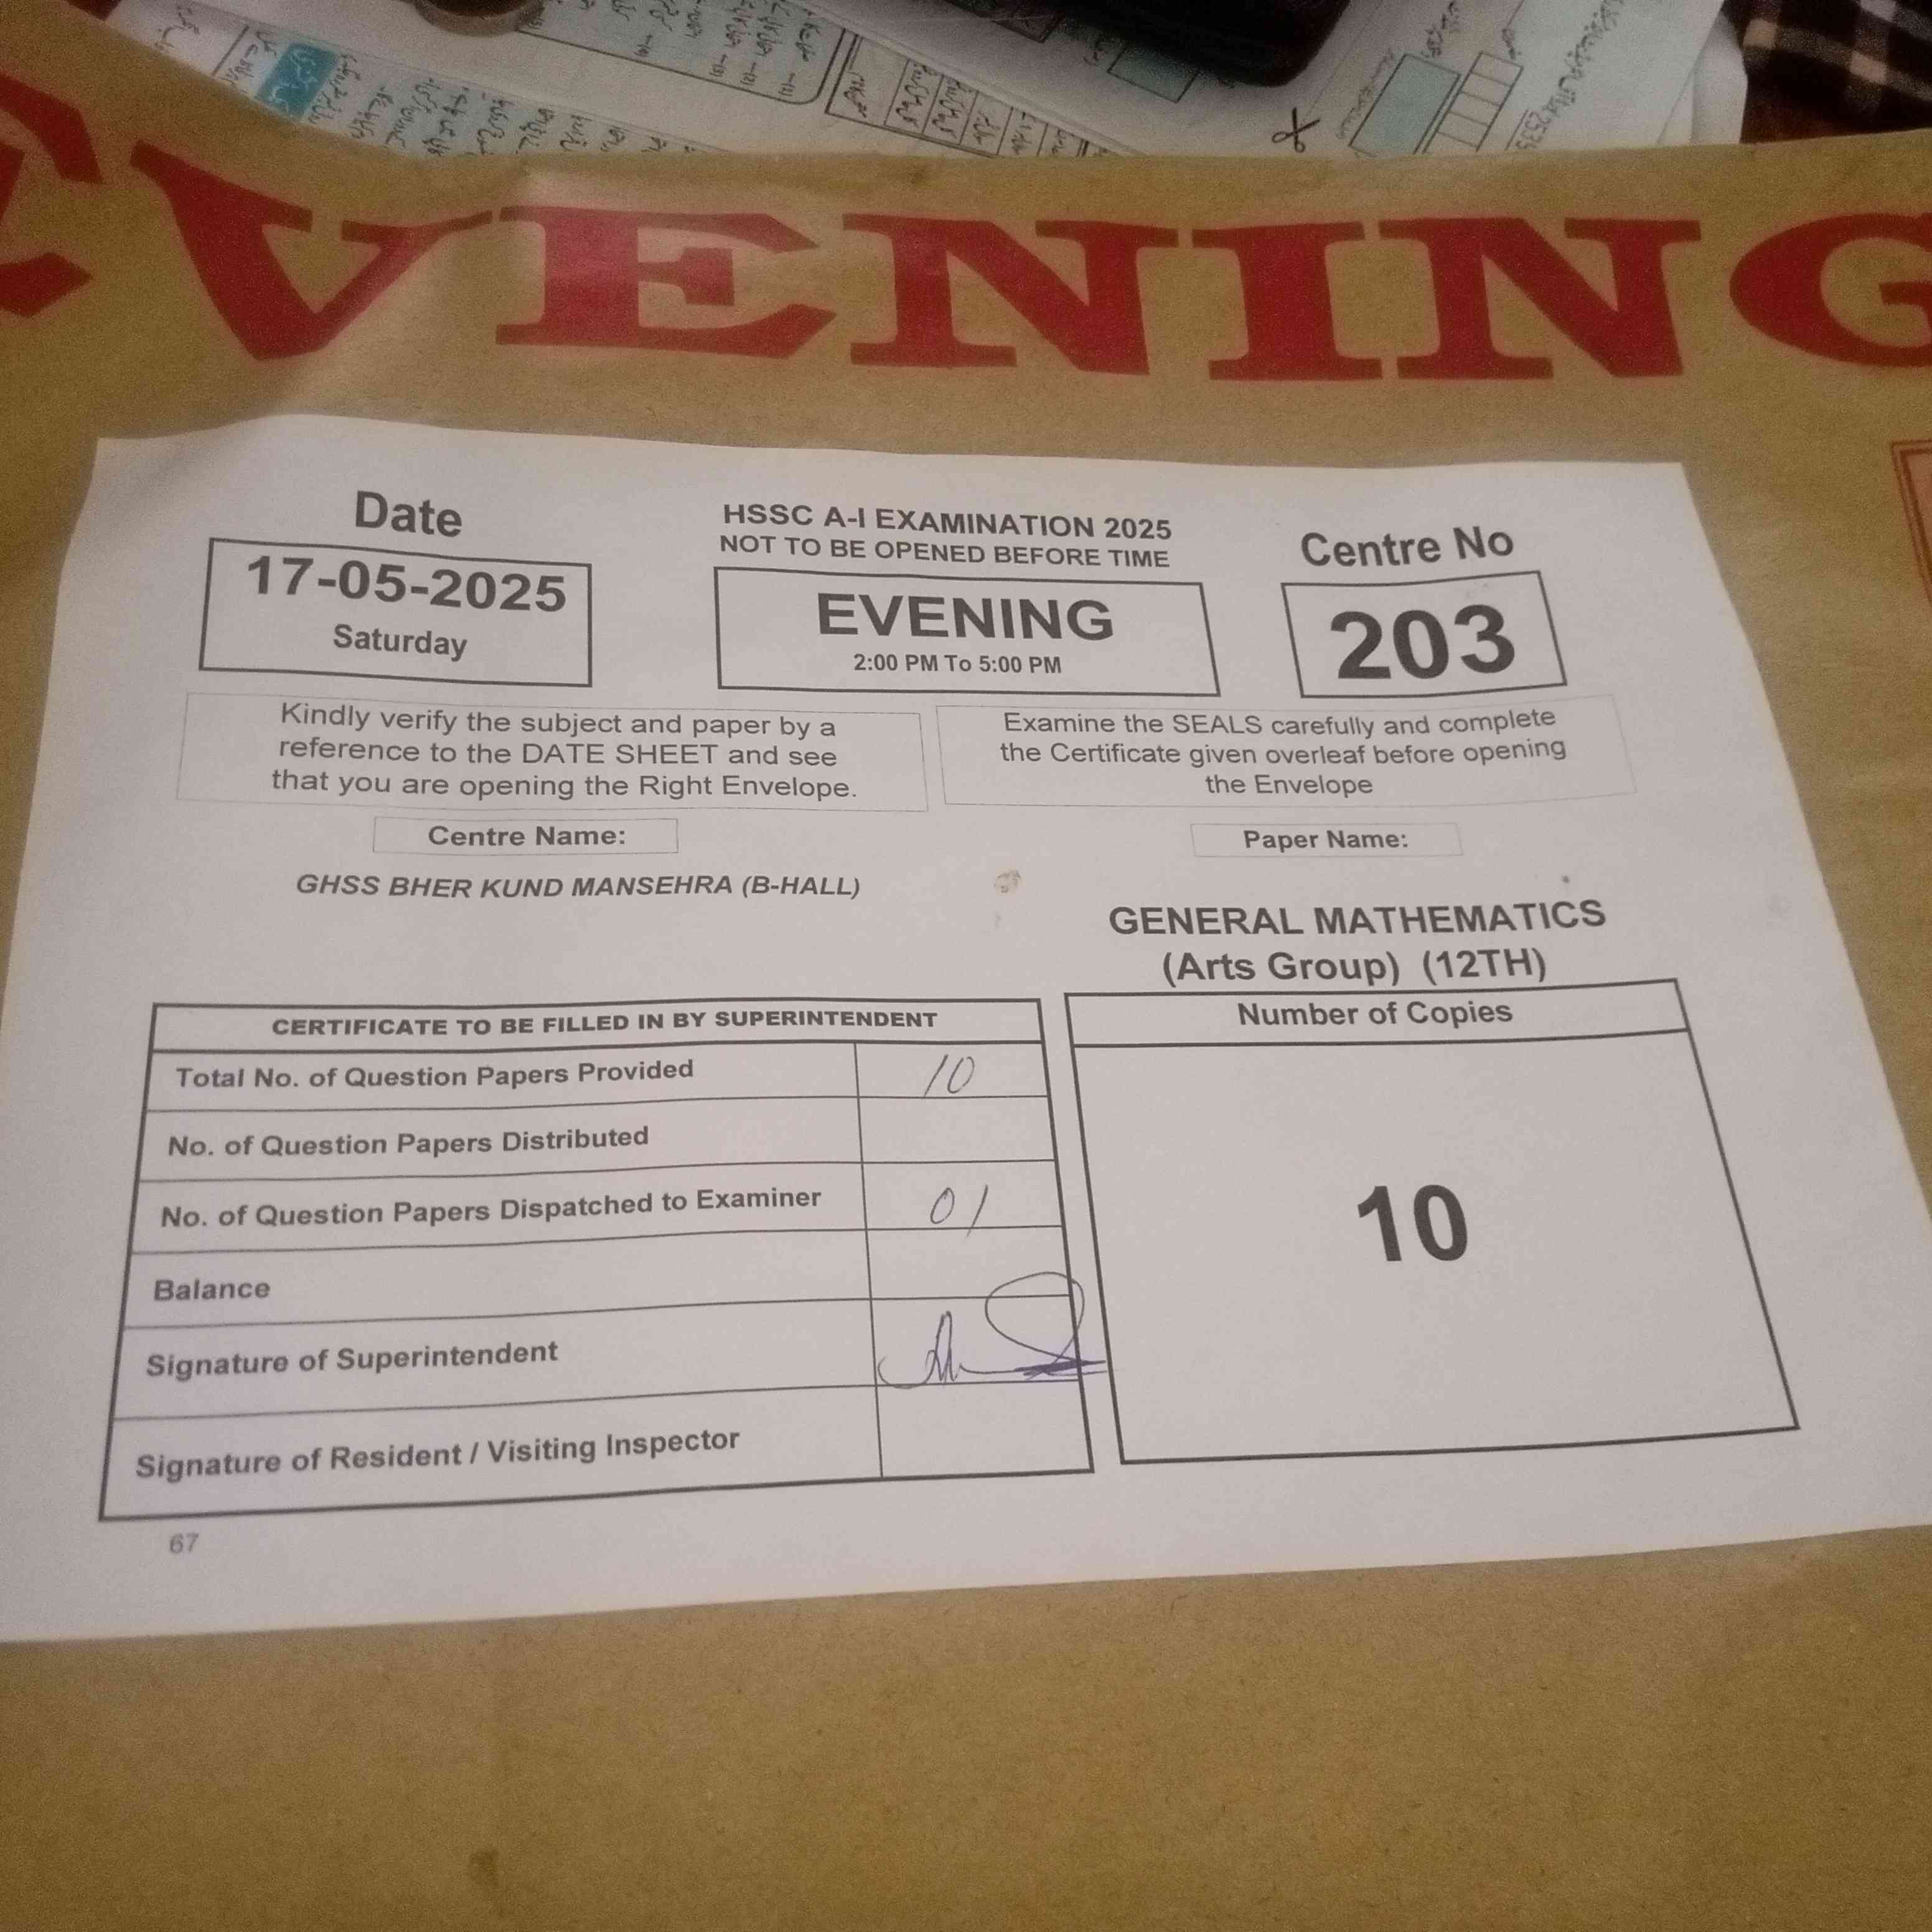 EVENING
Date
17-05-2025
Saturday
HSSC A-I EXAMINATION 2025
NOT TO BE OPENED BEFORE TIME
EVENING
2:00 PM To 5:00 PM
Centre No
203
Kindly verify the subject and paper by a
reference to the DATE SHEET and see
that you are opening the Right Envelope.
Examine the SEALS carefully and complete
the Certificate given overleaf before opening
the Envelope
Centre Name:
GHSS BHER KUND MANSEHRA (B-HALL)
Paper Name:
GENERAL MATHEMATICS
(Arts Group) (12TH)
CERTIFICATE TO BE FILLED IN BY SUPERINTENDENT
Total No. of Question Papers Provided 10
No. of Question Papers Distributed
No. of Question Papers Dispatched to Examiner 01
Balance
Signature of Superintendent
Signature of Resident / Visiting Inspector
Number of Copies
10
67